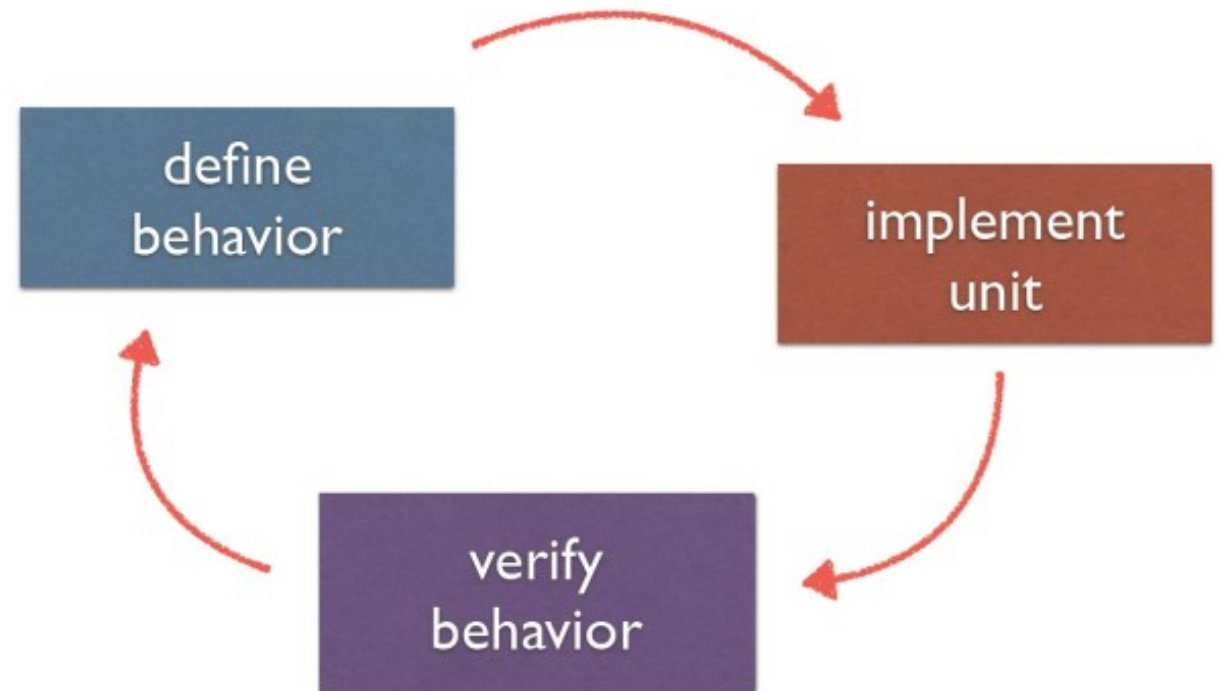 define
behavior
implement
unit
verify
behavior